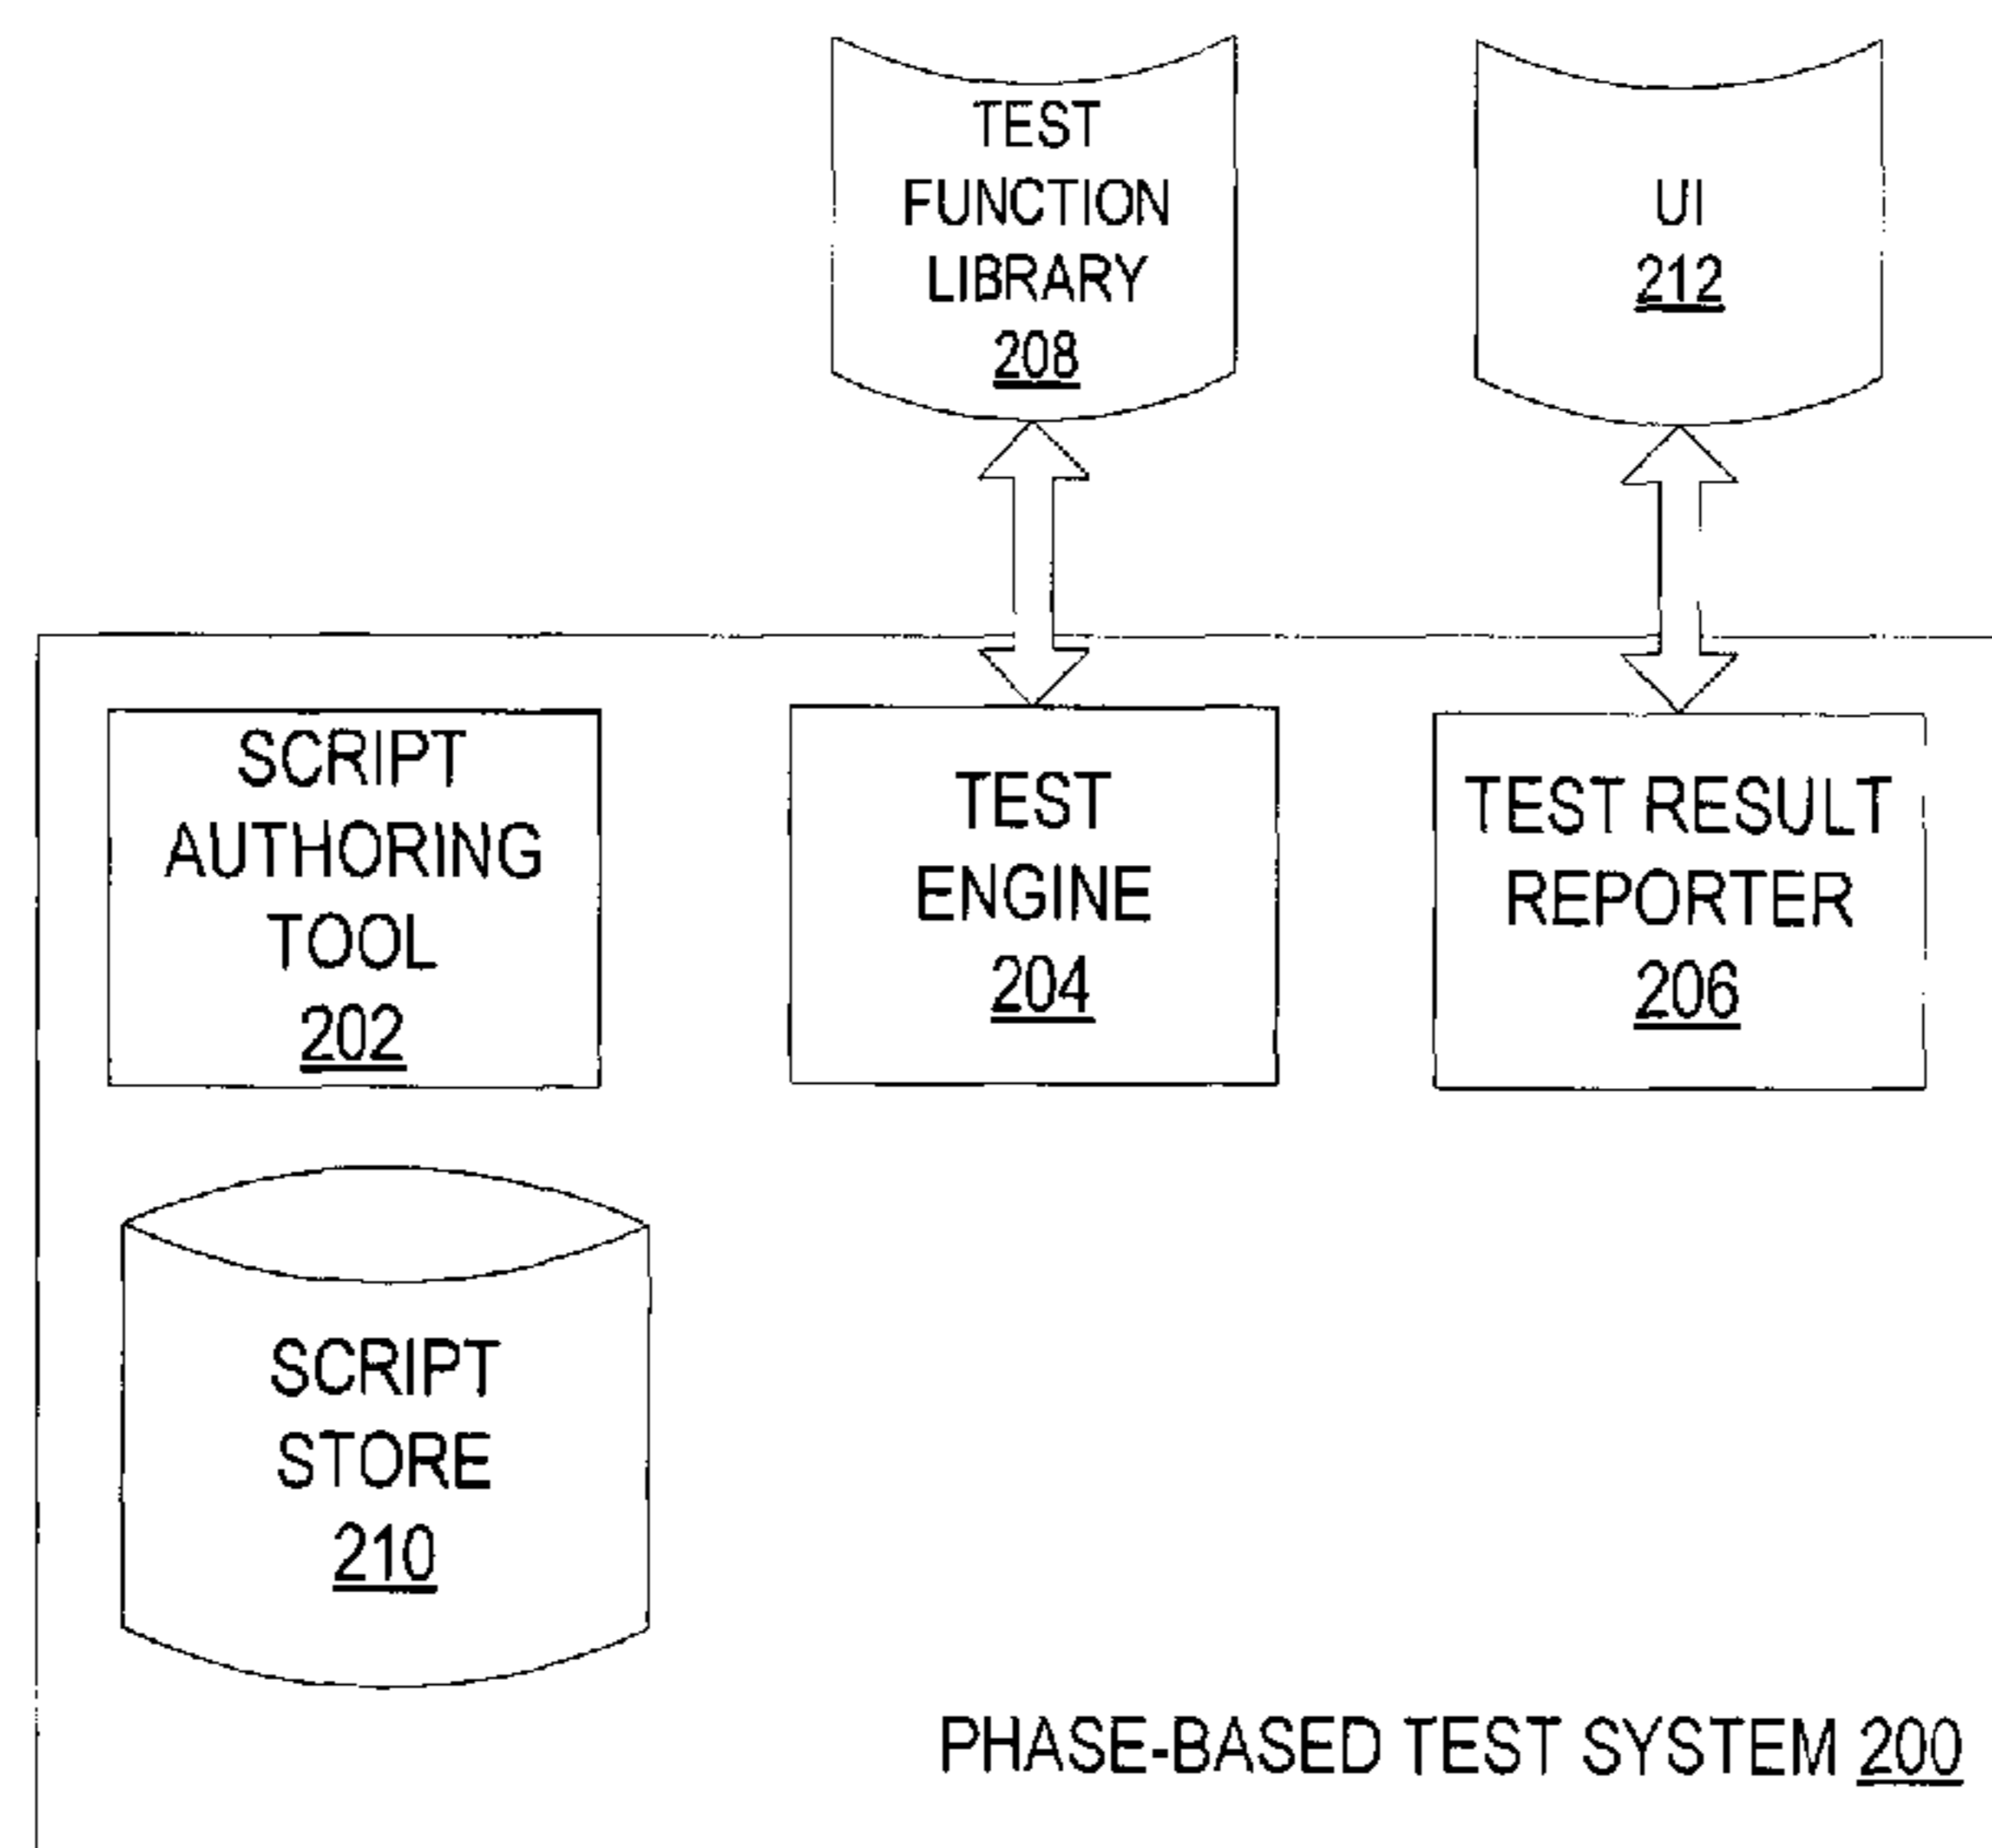 TEST
FUNCTION
LIBRARY
208
UI
212
SCRIPT
AUTHORING
TOOL
202
TEST
ENGINE
204
TEST RESULT
REPORTER
206
SCRIPT
STORE
210
PHASE-BASED TEST SYSTEM 200